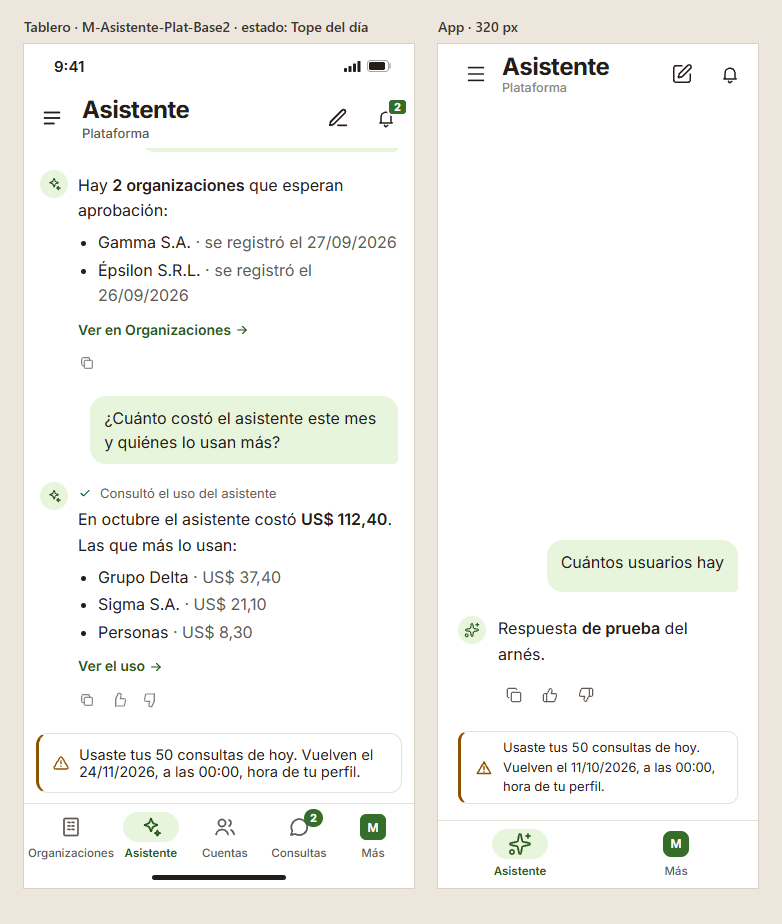 Tablero · M-Asistente-Plat-Base2 · estado: Tope del día
9:41
Asistente
Plataforma
2
Hay 2 organizaciones que esperan
aprobación:
• Gamma S.A. · se registró el 27/09/2026
• Épsilon S.R.L. · se registró el
26/09/2026
Ver en Organizaciones →
¿Cuánto costó el asistente este mes
y quiénes lo usan más?
Consultó el uso del asistente
En octubre el asistente costó US$ 112,40.
Las que más lo usan:
• Grupo Delta · US$ 37,40
• Sigma S.A. · US$ 21,10
• Personas · US$ 8,30
Ver el uso →
Usaste tus 50 consultas de hoy. Vuelven el
24/11/2026, a las 00:00, hora de tu perfil.
2
M
Organizaciones
Asistente
Cuentas
Consultas
Más
App · 320 px
Asistente
Plataforma
Cuántos usuarios hay
Respuesta de prueba del
arnés.
Usaste tus 50 consultas de hoy.
Vuelven el 11/10/2026, a las 00:00,
hora de tu perfil.
M
Asistente
Más